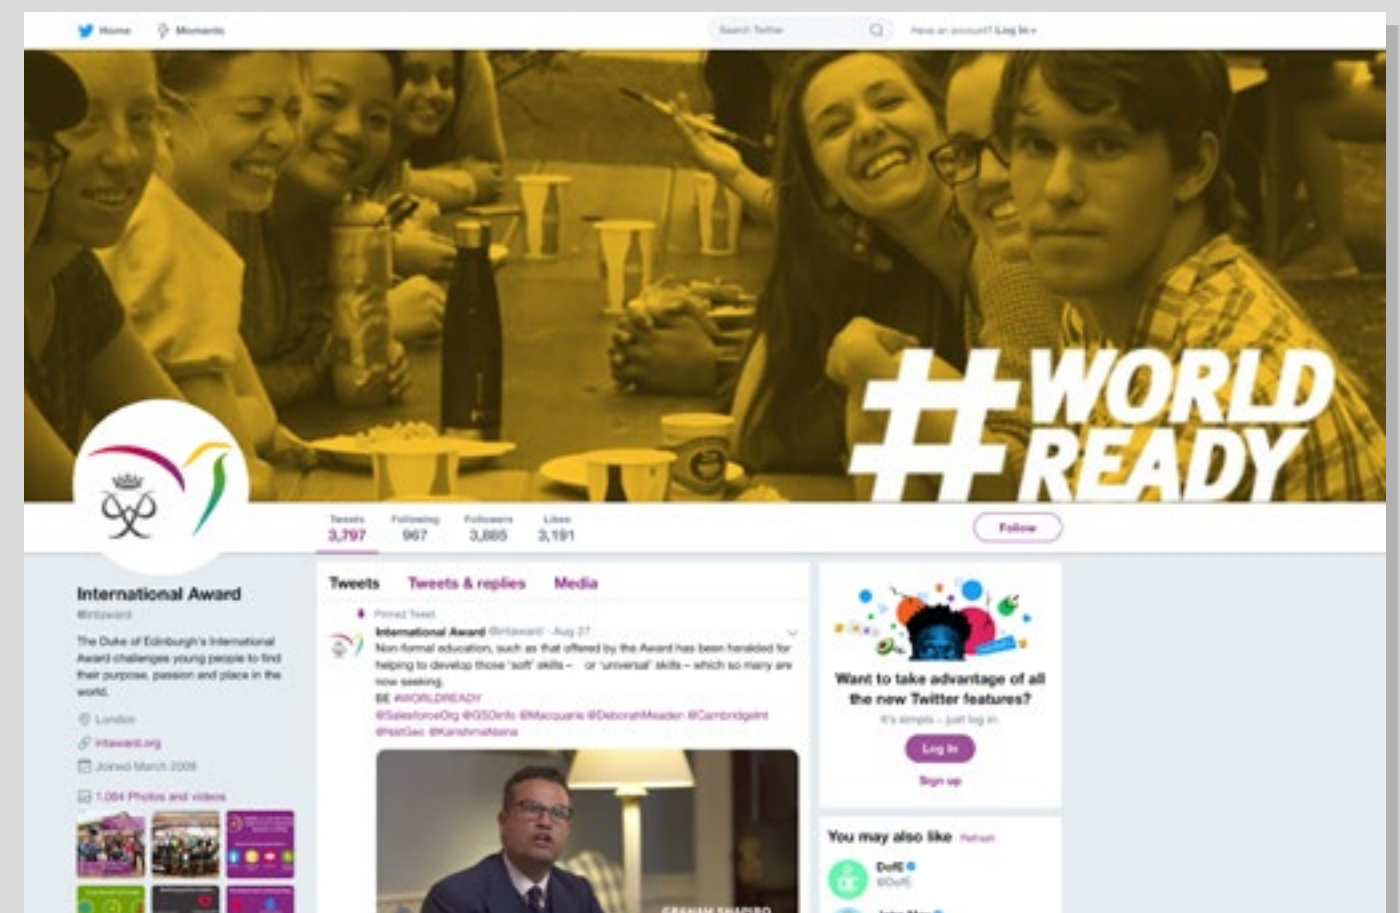 Home
Moments
Search Twitter
Have an account? Log In
#WORLD
READY
Tweets
3,797
Following
967
Followers
3,885
Likes
3,191
Follow
International Award
@intaward
The Duke of Edinburgh's International
Award challenges young people to find
their purpose, passion and place in the
world.
London
intaward.org
Joined March 2009
1,064 Photos and videos
Tweets
Tweets & replies
Media
Pinned Tweet
International Award @intaward · Aug 27
Non-formal education, such as that offered by the Award has been heralded for
helping to develop those 'soft' skills – or 'universal' skills – which so many are
now seeking.
BE #WORLDREADY
@SalesforceOrg @GSDinfo @Macquarie @DeborahMeaden @CambridgeInt
@NatGeo
GRAHAM SHAPIRO
Want to take advantage of all
the new Twitter features?
It's simple – just log in.
Log In
Sign up
You may also like · Refresh
DofE
@DofE